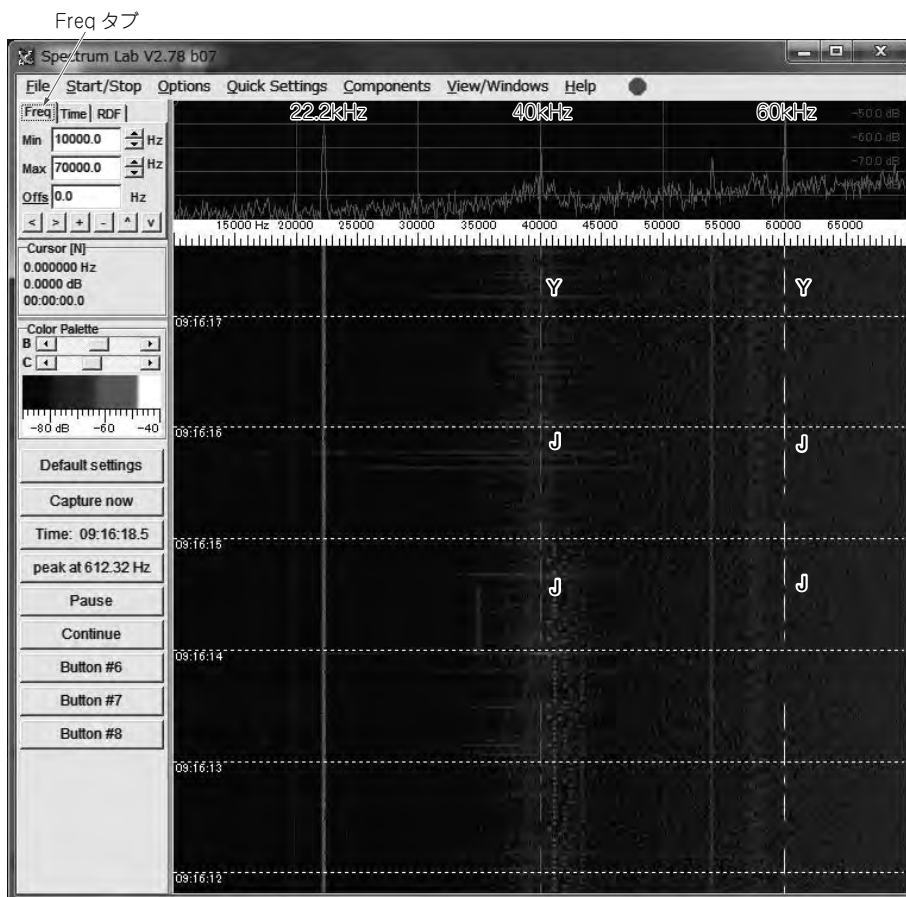 Freq タブ
Spectrum Lab V2.78 b07
File Start/Stop Options Quick Settings Components View/Windows Help
Freq Time RDF
Min 10000.0 Hz
Max 70000.0 Hz
Offs 0.0 Hz
< > + - ^ v
22.2kHz 40kHz 60kHz
-50.0 dB
-60.0 dB
-70.0 dB
15000 Hz 20000 25000 30000 35000 40000 45000 50000 55000 60000 65000
Cursor [N]
0.000000 Hz
0.0000 dB
00:00:00.0
Color Palette
B
C
-80 dB -60 -40
Default settings
Capture now
Time: 09:16:18.5
peak at 612.32 Hz
Pause
Continue
Button #6
Button #7
Button #8
Y Y
09:16:17
09:16:16
J J
09:16:15
J J
09:16:14
09:16:13
09:16:12